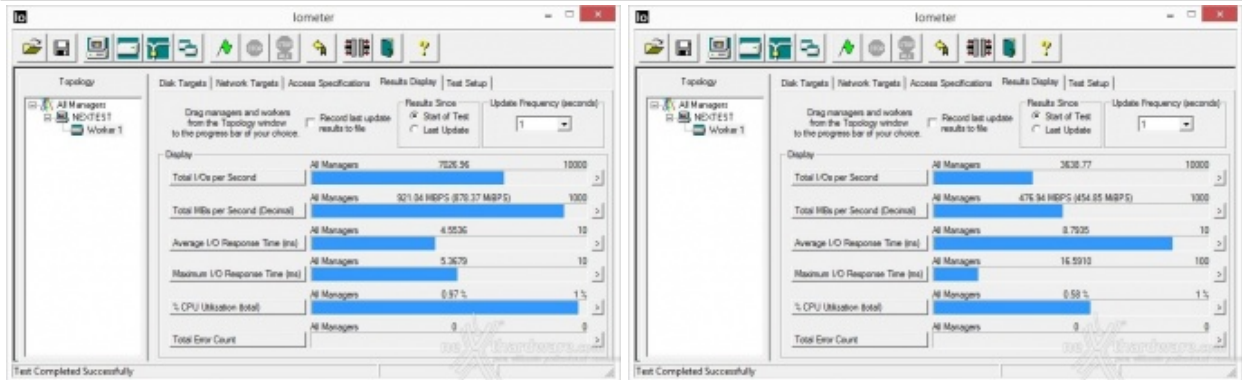 Iometer
Topology
All Managers
NEXTEST
Worker 1
Disk Targets | Network Targets | Access Specifications | Results Display | Test Setup
Drag managers and workers
from the Topology window
to the progress bar of your choice.
Record last update
results to file
Results Since
Start of Test
Last Update
Update Frequency (seconds)
1
Display
All Managers 7026.96 10000
Total I/Os per Second
All Managers 921.04 MBPS (878.37 MiBPS) 1000
Total MBs per Second (Decimal)
All Managers 4.5536 10
Average I/O Response Time (ms)
All Managers 5.3679 10
Maximum I/O Response Time (ms)
All Managers 0.97 % 1 %
% CPU Utilization (total)
All Managers 0 0
Total Error Count
Test Completed Successfully
Iometer
Topology
All Managers
NEXTEST
Worker 1
Disk Targets | Network Targets | Access Specifications | Results Display | Test Setup
Drag managers and workers
from the Topology window
to the progress bar of your choice.
Record last update
results to file
Results Since
Start of Test
Last Update
Update Frequency (seconds)
1
Display
All Managers 3638.77 10000
Total I/Os per Second
All Managers 476.94 MBPS (454.85 MiBPS) 1000
Total MBs per Second (Decimal)
All Managers 8.7935 10
Average I/O Response Time (ms)
All Managers 16.5910 100
Maximum I/O Response Time (ms)
All Managers 0.58 % 1 %
% CPU Utilization (total)
All Managers 0 0
Total Error Count
Test Completed Successfully